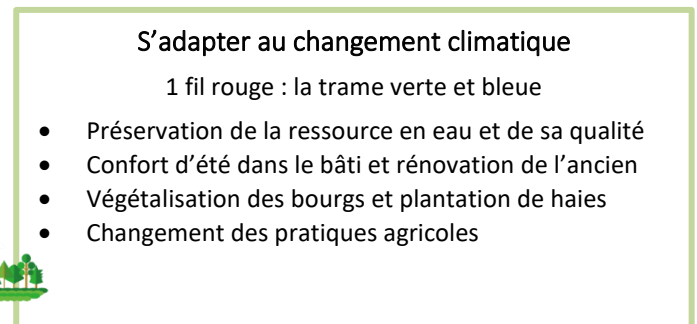 S’adapter au changement climatique
1 fil rouge : la trame verte et bleue
• Préservation de la ressource en eau et de sa qualité
• Confort d’été dans le bâti et rénovation de l’ancien
• Végétalisation des bourgs et plantation de haies
• Changement des pratiques agricoles